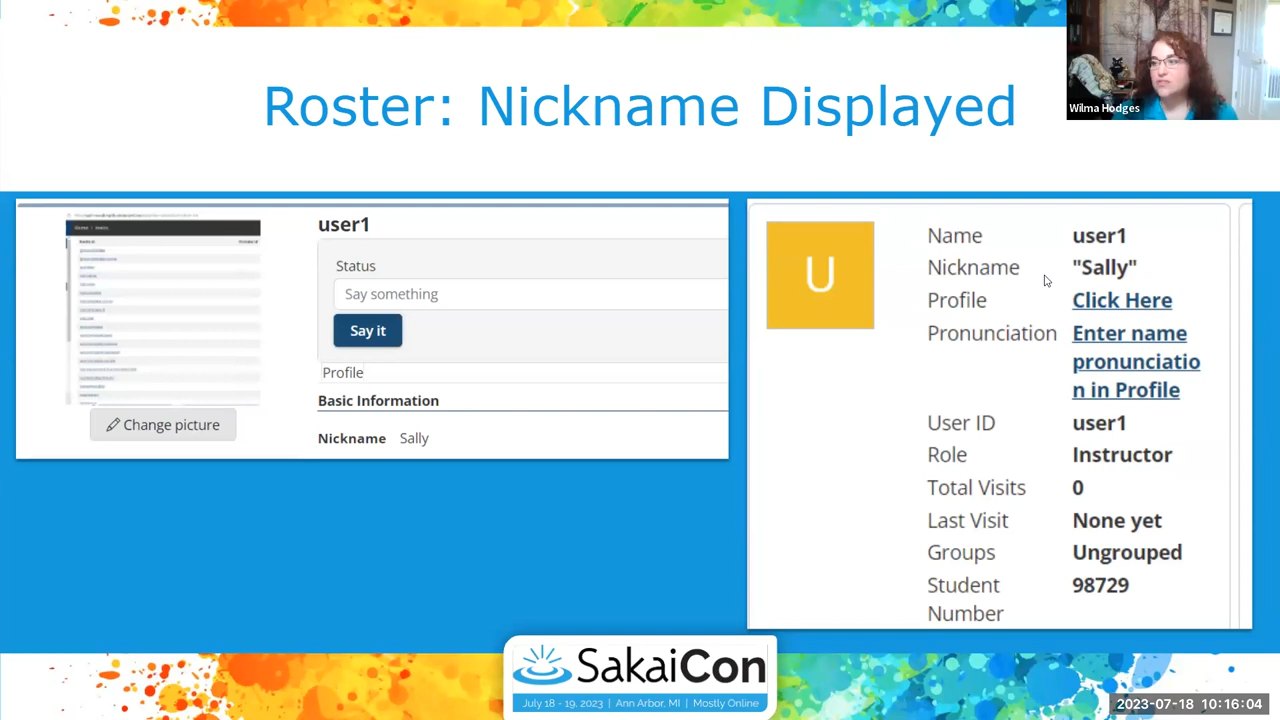 Roster: Nickname Displayed
Wilma Hodges
user1
Status
Say something
Say it
Profile
Basic Information
Change picture
Nickname Sally
U
Name user1
Nickname "Sally"
Profile Click Here
Pronunciation Enter name
pronunciatio
n in Profile
User ID user1
Role Instructor
Total Visits 0
Last Visit None yet
Groups Ungrouped
Student 98729
Number
SakaiCon
July 18 - 19, 2023 | Ann Arbor, MI | Mostly Online
2023-07-18 10:16:04